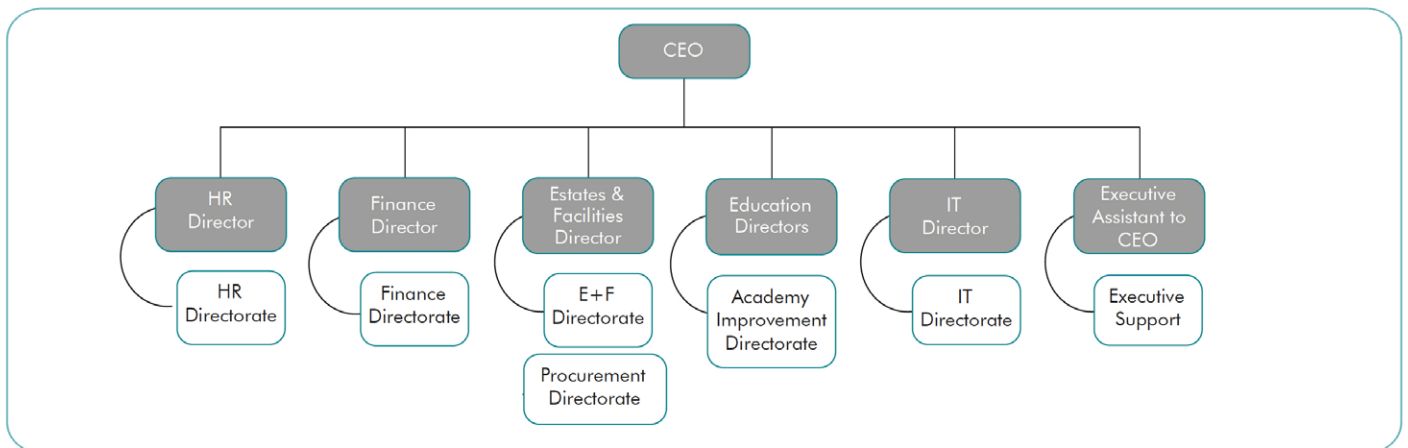 CEO
HR
Director
Finance
Director
Estates &
Facilities
Director
Education
Directors
IT
Director
Executive
Assistant to
CEO
HR
Directorate
Finance
Directorate
E+F
Directorate
Academy
Improvement
Directorate
IT
Directorate
Executive
Support
Procurement
Directorate